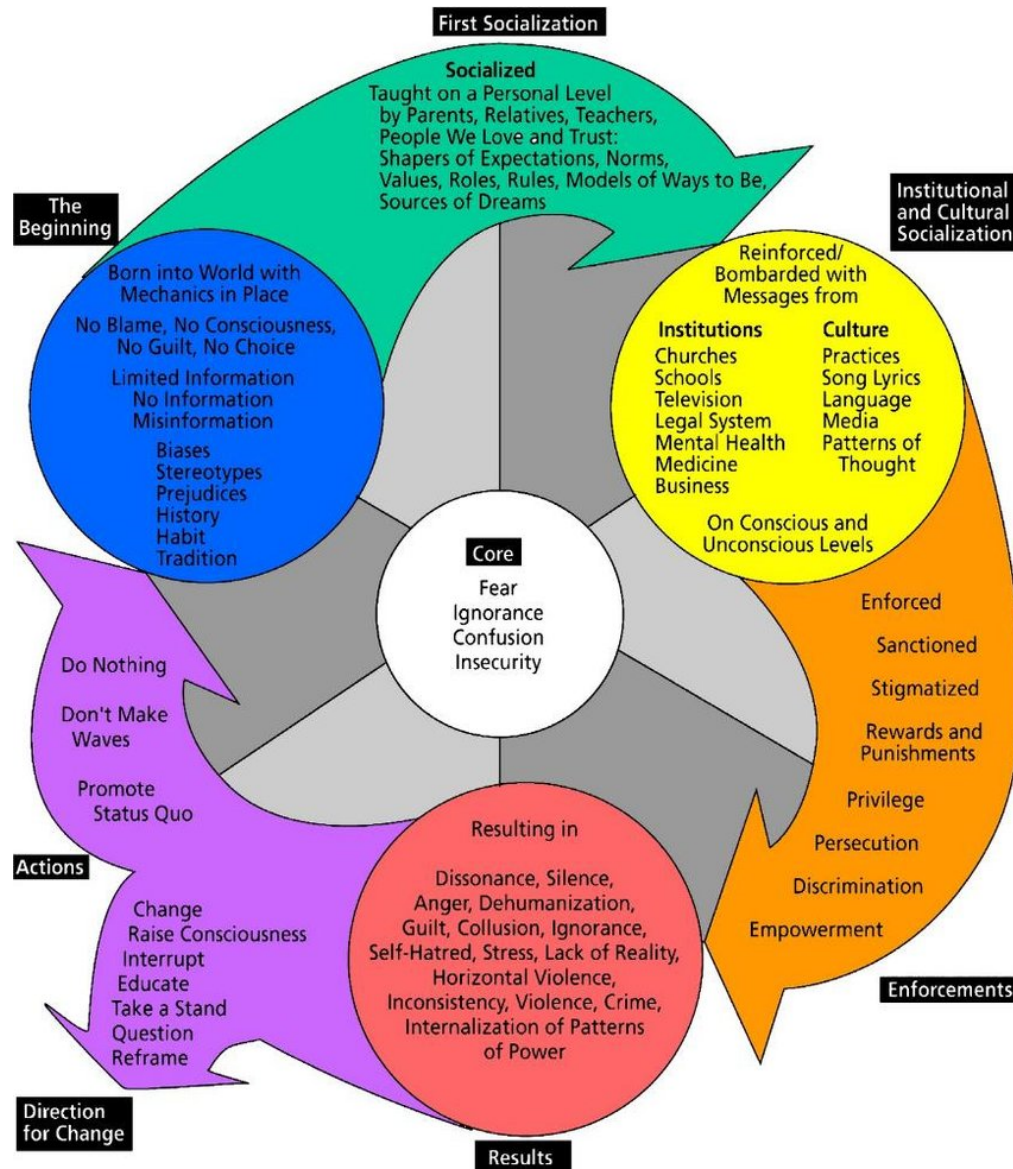 First Socialization
Socialized
Taught on a Personal Level
by Parents, Relatives, Teachers,
People We Love and Trust:
Shapers of Expectations, Norms,
Values, Roles, Rules, Models of Ways to Be,
Sources of Dreams
The
Beginning
Born into World with
Mechanics in Place
No Blame, No Consciousness,
No Guilt, No Choice
Limited Information
No Information
Misinformation
Biases
Stereotypes
Prejudices
History
Habit
Tradition
Institutional
and Cultural
Socialization
Reinforced/
Bombarded with
Messages from
Institutions
Churches
Schools
Television
Legal System
Mental Health
Medicine
Business
Culture
Practices
Song Lyrics
Language
Media
Patterns of
Thought
On Conscious and
Unconscious Levels
Core
Fear
Ignorance
Confusion
Insecurity
Enforced
Sanctioned
Stigmatized
Rewards and
Punishments
Privilege
Persecution
Discrimination
Empowerment
Enforcements
Resulting in
Dissonance, Silence,
Anger, Dehumanization,
Guilt, Collusion, Ignorance,
Self-Hatred, Stress, Lack of Reality,
Horizontal Violence,
Inconsistency, Violence, Crime,
Internalization of Patterns
of Power
Results
Do Nothing
Don't Make
Waves
Promote
Status Quo
Actions
Change
Raise Consciousness
Interrupt
Educate
Take a Stand
Question
Reframe
Direction
for Change